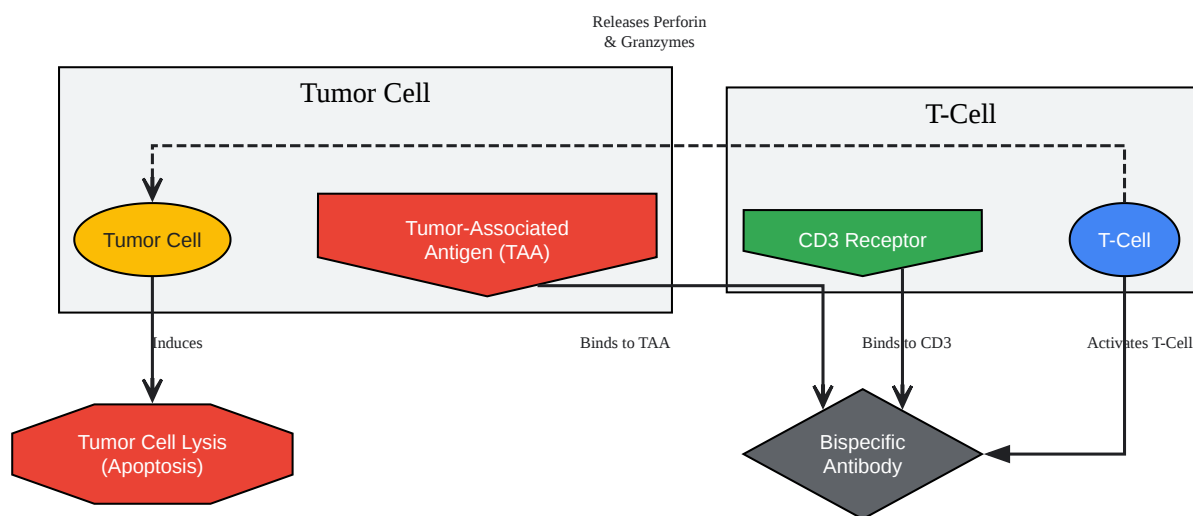 Releases Perforin
& Granzymes
Tumor Cell
T-Cell
Tumor Cell
Tumor-Associated
Antigen (TAA)
CD3 Receptor
T-Cell
Induces
Binds to TAA
Binds to CD3
Activates T-Cell
Tumor Cell Lysis
(Apoptosis)
Bispecific
Antibody